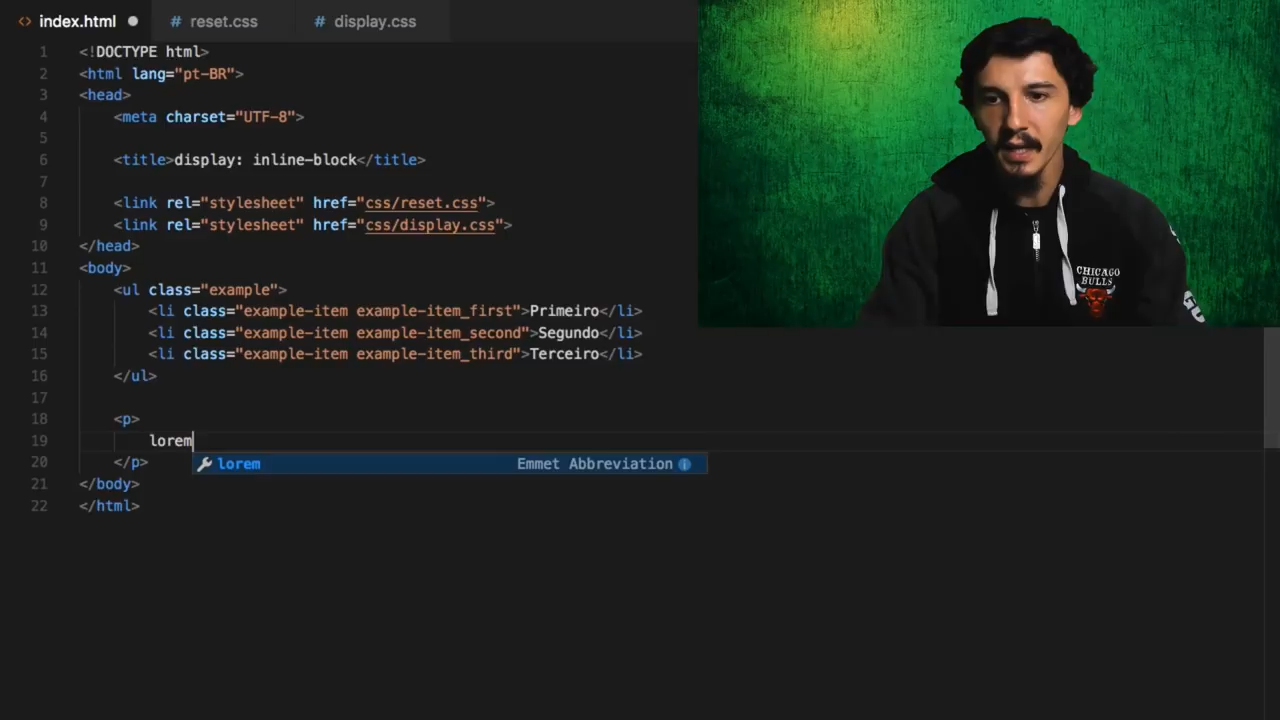 index.html
reset.css
display.css
1 <!DOCTYPE html>
2 <html lang="pt-BR">
3 <head>
4 <meta charset="UTF-8">
5
6 <title>display: inline-block</title>
7
8 <link rel="stylesheet" href="css/reset.css">
9 <link rel="stylesheet" href="css/display.css">
10 </head>
11 <body>
12 <ul class="example">
13 <li class="example-item example-item_first">Primeiro</li>
14 <li class="example-item example-item_second">Segundo</li>
15 <li class="example-item example-item_third">Terceiro</li>
16 </ul>
17
18 <p>
19 lorem
lorem Emmet Abbreviation
20 </p>
21 </body>
22 </html>
CHICAGO
BULLS